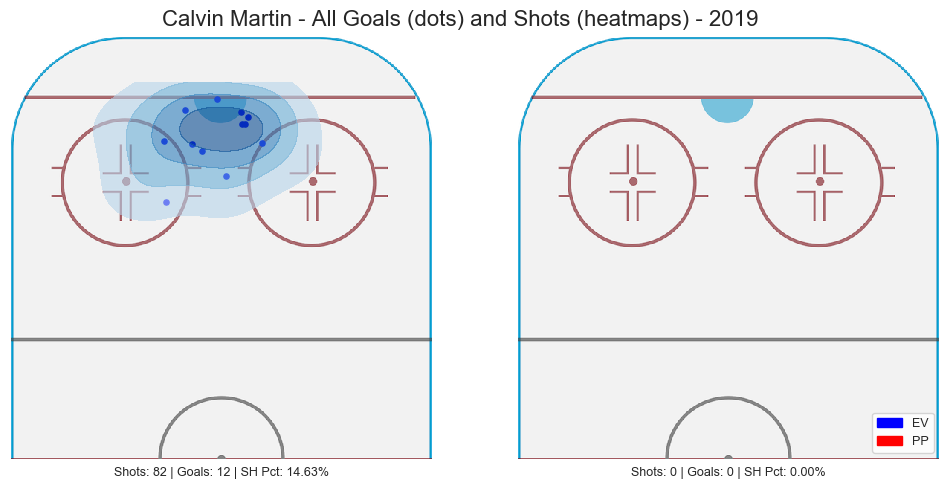 Calvin Martin - All Goals (dots) and Shots (heatmaps) - 2019
EV
PP
Shots: 82 | Goals: 12 | SH Pct: 14.63%
Shots: 0 | Goals: 0 | SH Pct: 0.00%